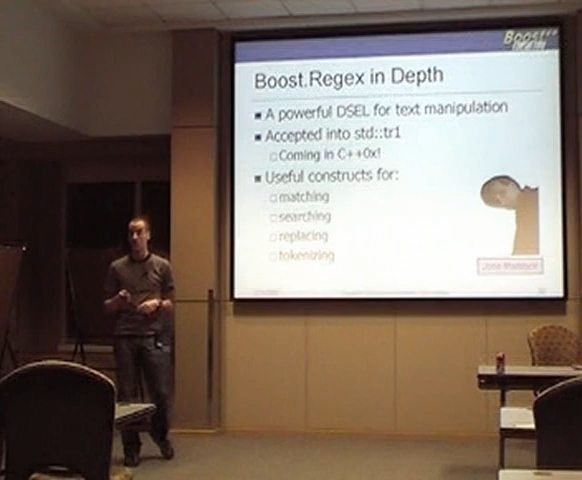 Boost
Boost.Regex in Depth
A powerful DSEL for text manipulation
Accepted into std::tr1
Coming in C++0x!
Useful constructs for:
matching
searching
replacing
tokenizing